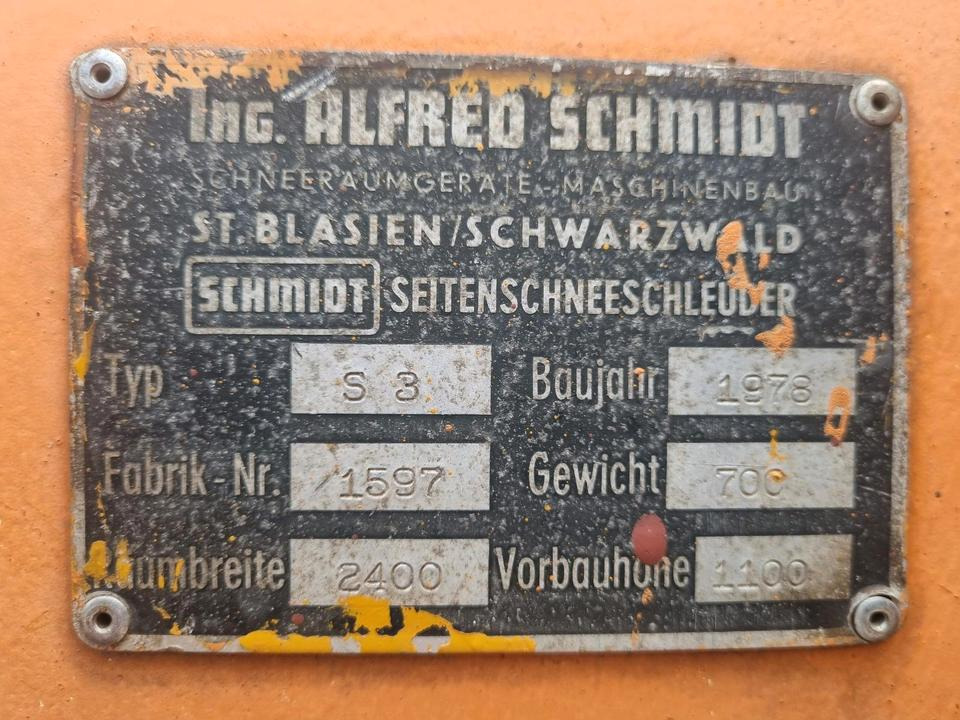 ING. ALFRED SCHMIDT
SCHNEERÄUMGERÄTE - MASCHINENBAU
ST. BLASIEN/SCHWARZWALD
SCHMIDT SEITENSCHNEESCHLEUDER
Typ S 3 Baujahr 1978
Fabrik-Nr. 1597 Gewicht 700
Räumbreite 2400 Vorbauhöhe 1100